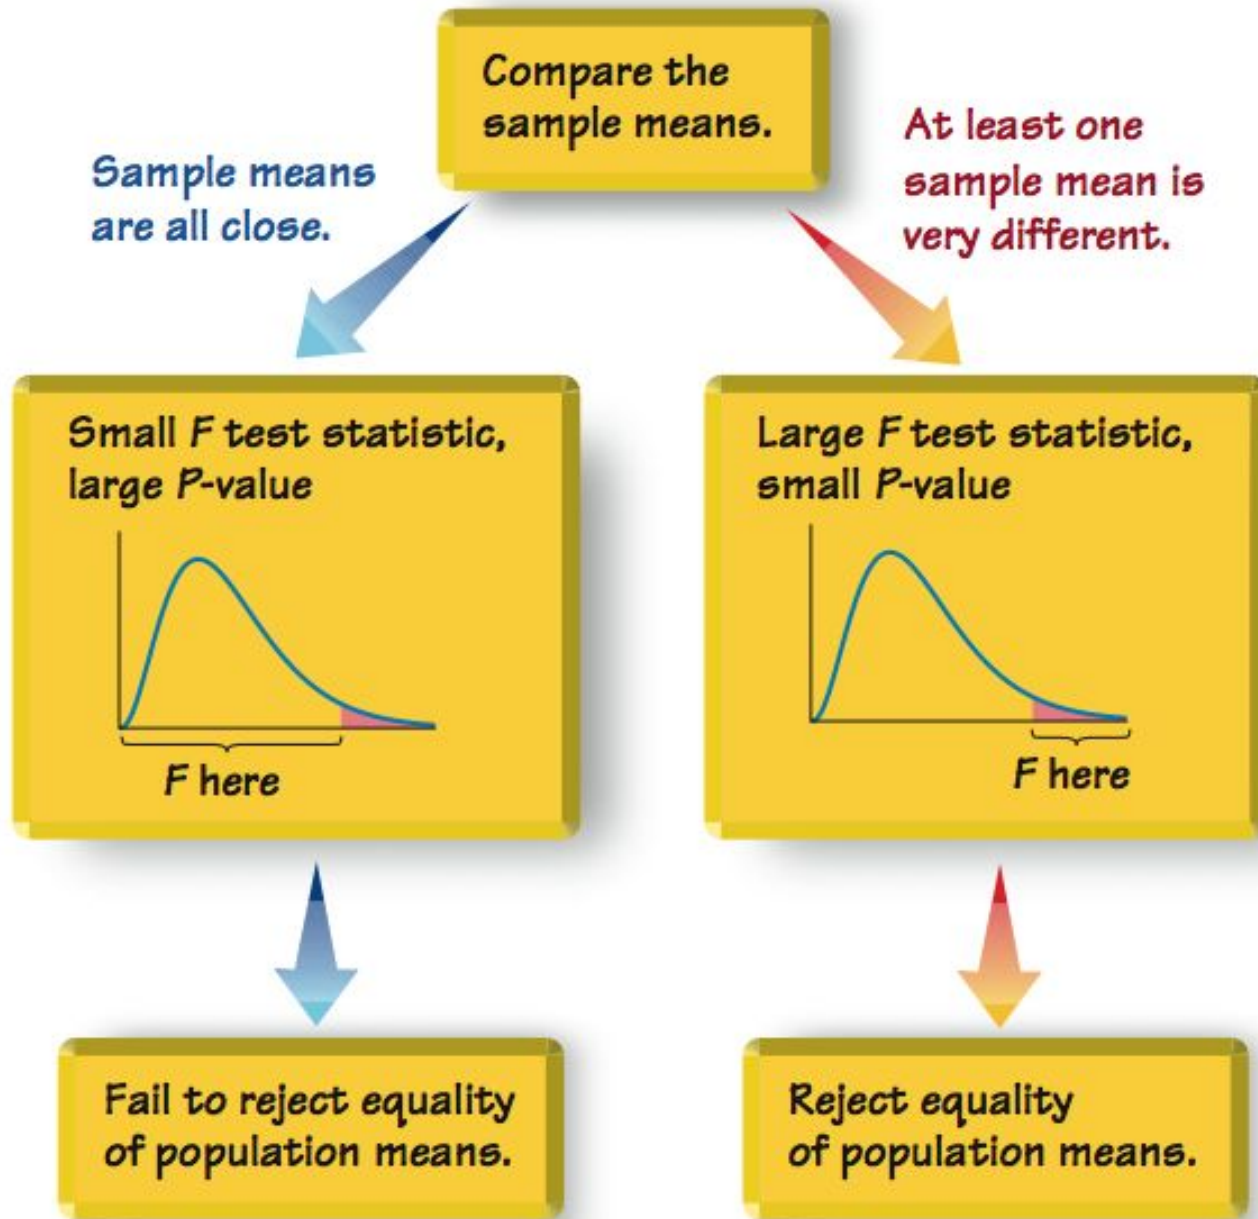 Compare the
sample means.
Sample means
are all close.
At least one
sample mean is
very different.
Small F test statistic,
large P-value
F here
Large F test statistic,
small P-value
F here
Fail to reject equality
of population means.
Reject equality
of population means.